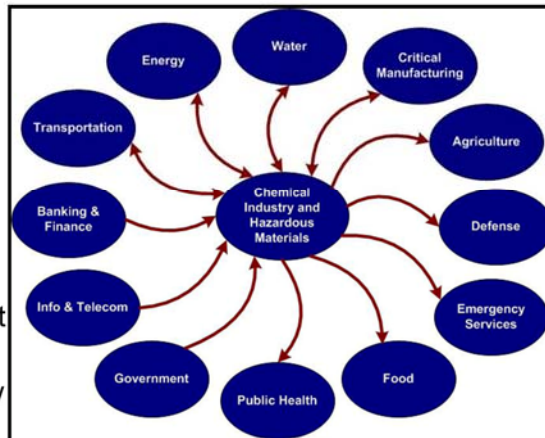 Water
Energy
Critical
Manufacturing
Transportation
Agriculture
Chemical
Industry and
Hazardous
Materials
Banking &
Finance
Defense
Info & Telecom
Emergency
Services
Government
Public Health
Food
t
y